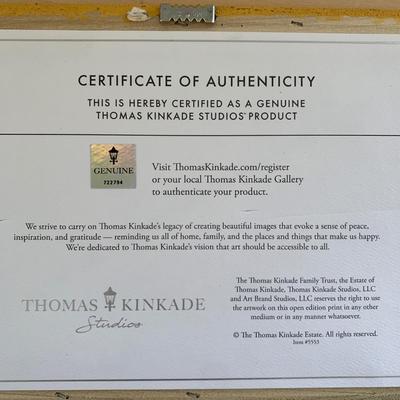 CERTIFICATE OF AUTHENTICITY
THIS IS HEREBY CERTIFIED AS A GENUINE
THOMAS KINKADE STUDIOS® PRODUCT
GENUINE
722794
Visit ThomasKinkade.com/register
or your local Thomas Kinkade Gallery
to authenticate your product.
We strive to carry on Thomas Kinkade's legacy of creating beautiful images that evoke a sense of peace,
inspiration, and gratitude — reminding us all of home, family, and the places and things that make us happy.
We're dedicated to Thomas Kinkade's vision that art should be accessible to all.
THOMAS KINKADE
Studios
The Thomas Kinkade Family Trust, the Estate of
Thomas Kinkade, Thomas Kinkade Studios, LLC
and Art Brand Studios, LLC reserves the right to use
the artwork on this open edition print in any other
medium or in any manner whatsoever.
© The Thomas Kinkade Estate. All rights reserved.
Item #5553